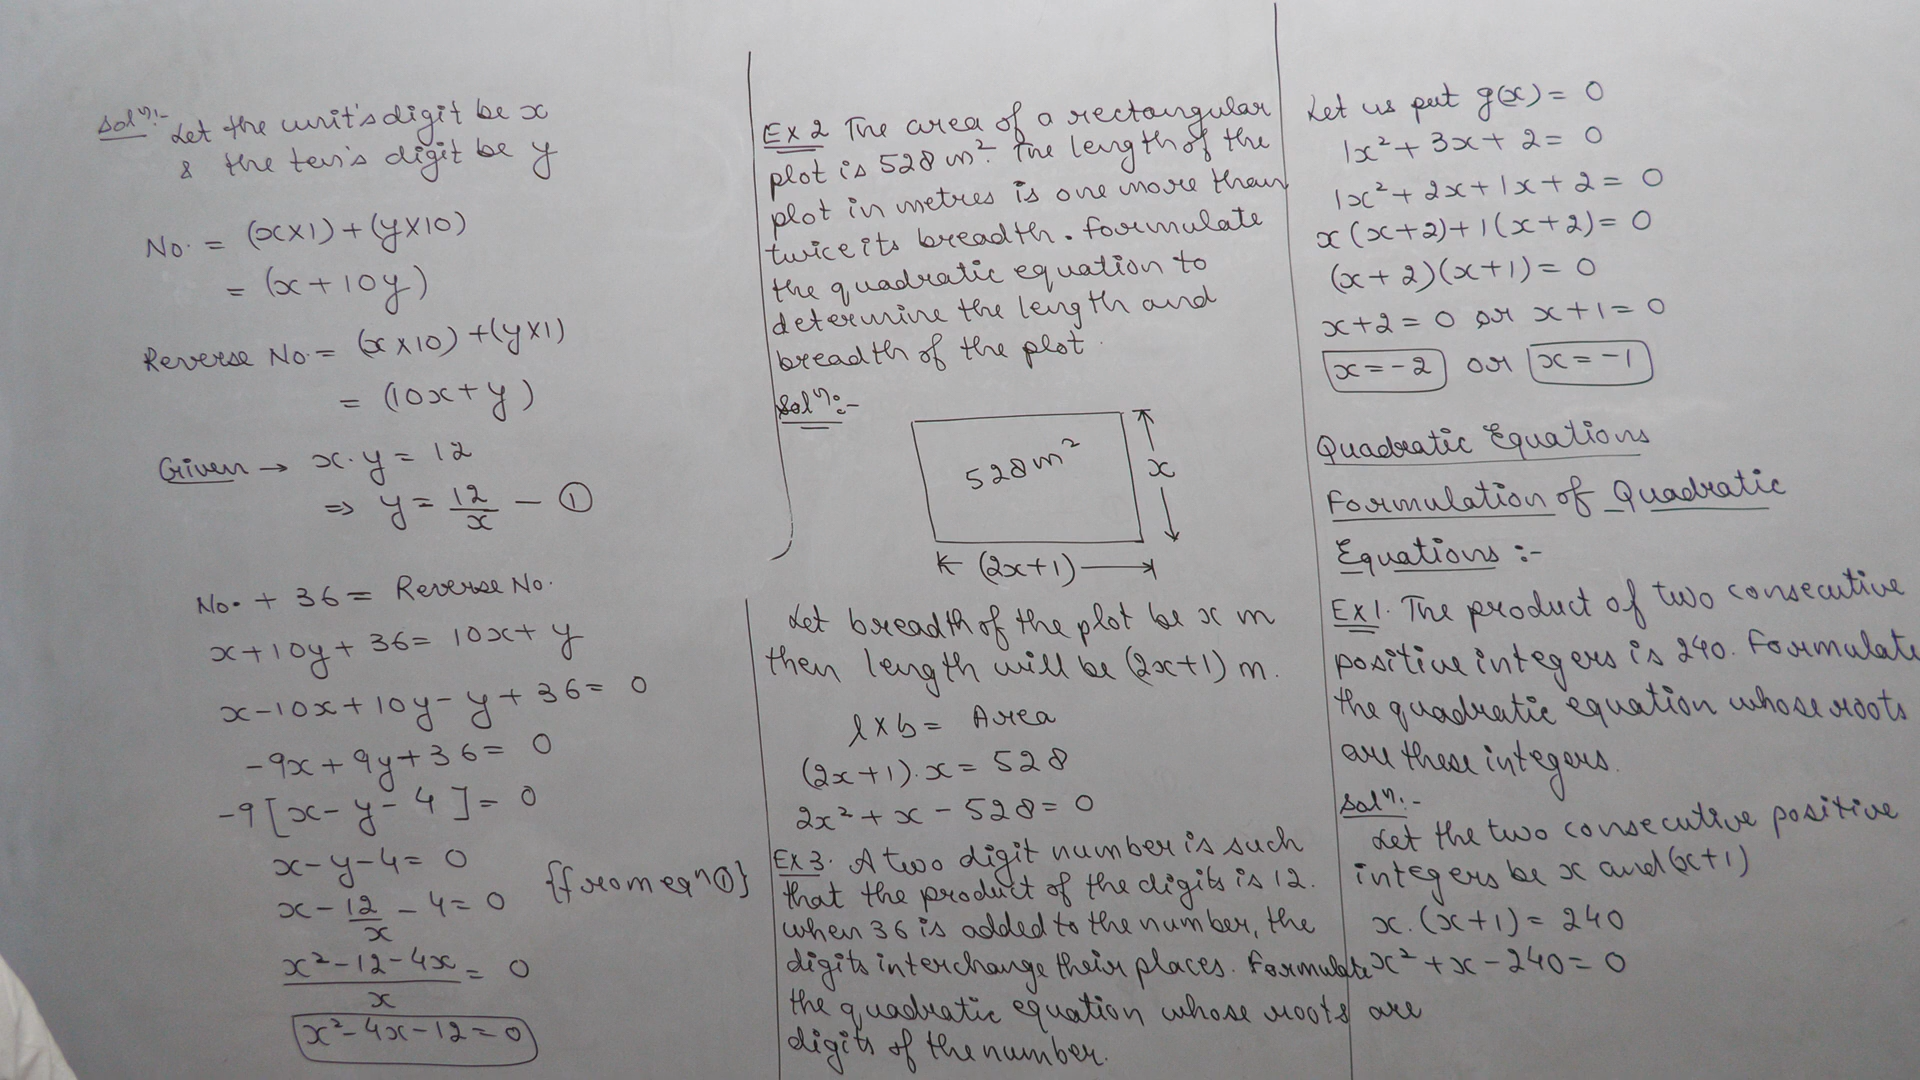 Solⁿ:- Let the unit's digit be x
& the ten's digit be y
No. = (x×1)+(y×10)
= (x+10y)
Reverse No. = (x×10)+(y×1)
= (10x+y)
Given → x.y = 12
⇒ y = 12/x — ①
No. + 36 = Reverse No.
x+10y+36 = 10x+y
x-10x+10y-y+36 = 0
-9x+9y+36 = 0
-9[x-y-4] = 0
x-y-4 = 0
x-12/x-4 = 0 {from eqⁿ①}
x²-12-4x/x = 0
x²-4x-12 = 0
Ex 2 The area of a rectangular
plot is 528 m². The length of the
plot in metres is one more than
twice its breadth. Formulate
the quadratic equation to
determine the length and
breadth of the plot.
Solⁿ:-
528 m²
x
(2x+1)
Let breadth of the plot be x m
then length will be (2x+1) m.
l×b = Area
(2x+1).x = 528
2x²+x-528 = 0
Ex 3. A two digit number is such
that the product of the digits is 12.
when 36 is added to the number, the
digits interchange their places. Formulate
the quadratic equation whose roots are
digits of the number.
Let us put g(x) = 0
1x²+3x+2 = 0
1x²+2x+1x+2 = 0
x(x+2)+1(x+2) = 0
(x+2)(x+1) = 0
x+2 = 0 or x+1 = 0
x = -2 or x = -1
Quadratic Equations
Formulation of Quadratic
Equations :-
Ex 1. The product of two consecutive
positive integers is 240. Formulate
the quadratic equation whose roots
are these integers.
Solⁿ:-
Let the two consecutive positive
integers be x and (x+1)
x.(x+1) = 240
x²+x-240 = 0